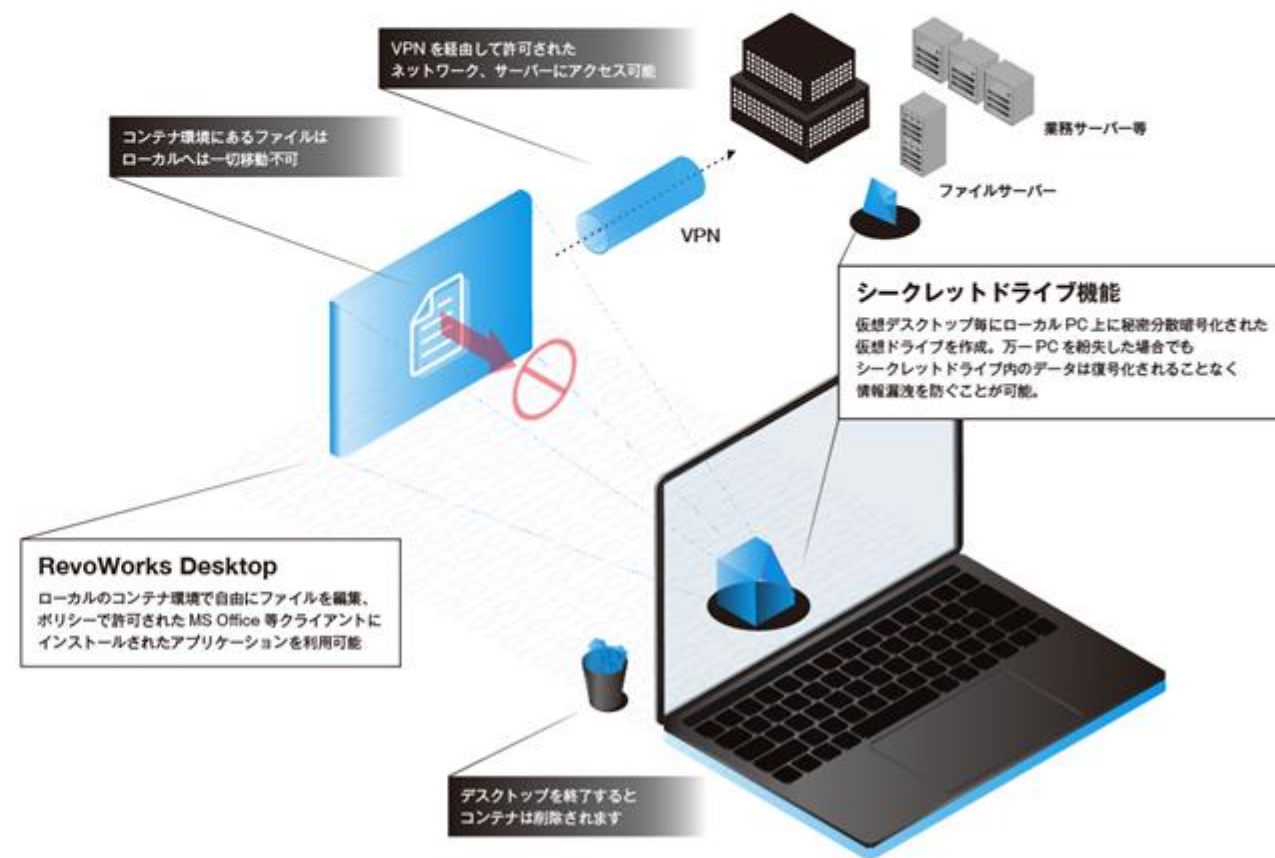 VPN を経由して許可された
ネットワーク、サーバーにアクセス可能
コンテナ環境にあるファイルは
ローカルへは一切移動不可
業務サーバー等
ファイルサーバー
VPN
シークレットドライブ機能
仮想デスクトップ毎にローカル PC 上に秘密分散暗号化された
仮想ドライブを作成。万一 PC を紛失した場合でも
シークレットドライブ内のデータは復号化されることなく
情報漏洩を防ぐことが可能。
RevoWorks Desktop
ローカルのコンテナ環境で自由にファイルを編集、
ポリシーで許可された MS Office 等クライアントに
インストールされたアプリケーションを利用可能
デスクトップを終了すると
コンテナは削除されます